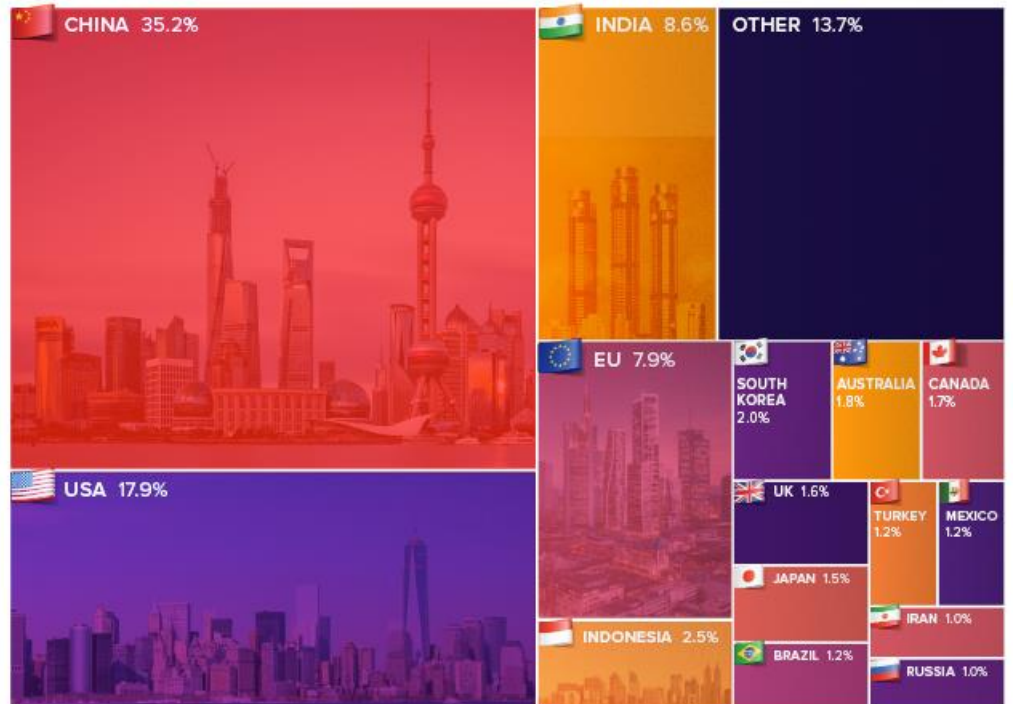 CHINA 35.2%
INDIA 8.6%
OTHER 13.7%
EU 7.9%
SOUTH
KOREA
2.0%
AUSTRALIA
1.8%
CANADA
1.7%
USA 17.9%
UK 1.6%
TURKEY
1.2%
MEXICO
1.2%
JAPAN 1.5%
IRAN 1.0%
INDONESIA 2.5%
BRAZIL 1.2%
RUSSIA 1.0%